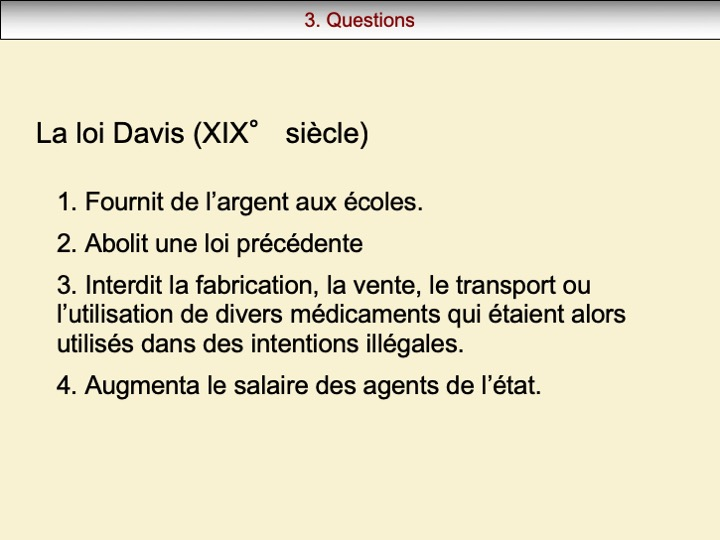 3. Questions
La loi Davis (XIX° siècle)
1. Fournit de l’argent aux écoles.
2. Abolit une loi précédente
3. Interdit la fabrication, la vente, le transport ou
l’utilisation de divers médicaments qui étaient alors
utilisés dans des intentions illégales.
4. Augmenta le salaire des agents de l’état.